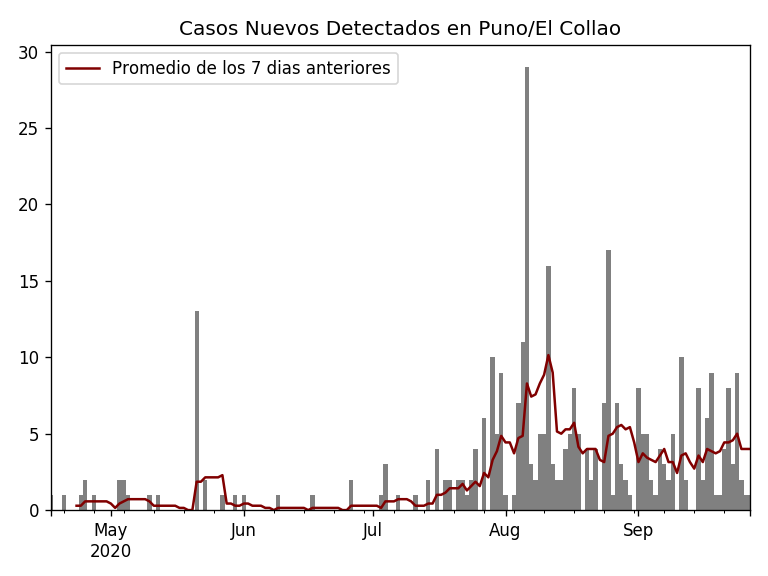 Casos Nuevos Detectados en Puno/El Collao
Promedio de los 7 dias anteriores
30
25
20
15
10
5
0
May Jun Jul Aug Sep
2020